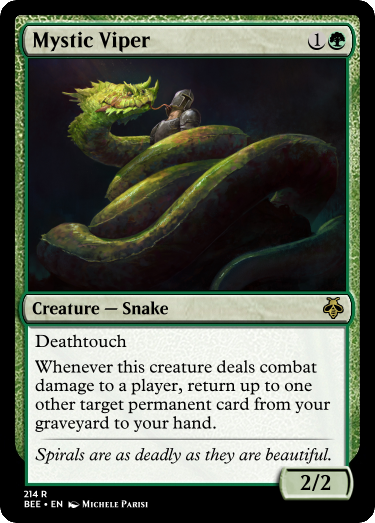 Mystic Viper 1
Creature — Snake
Deathtouch
Whenever this creature deals combat
damage to a player, return up to one
other target permanent card from your
graveyard to your hand.
Spirals are as deadly as they are beautiful.
2/2
214 R
BEE • EN Michele Parisi